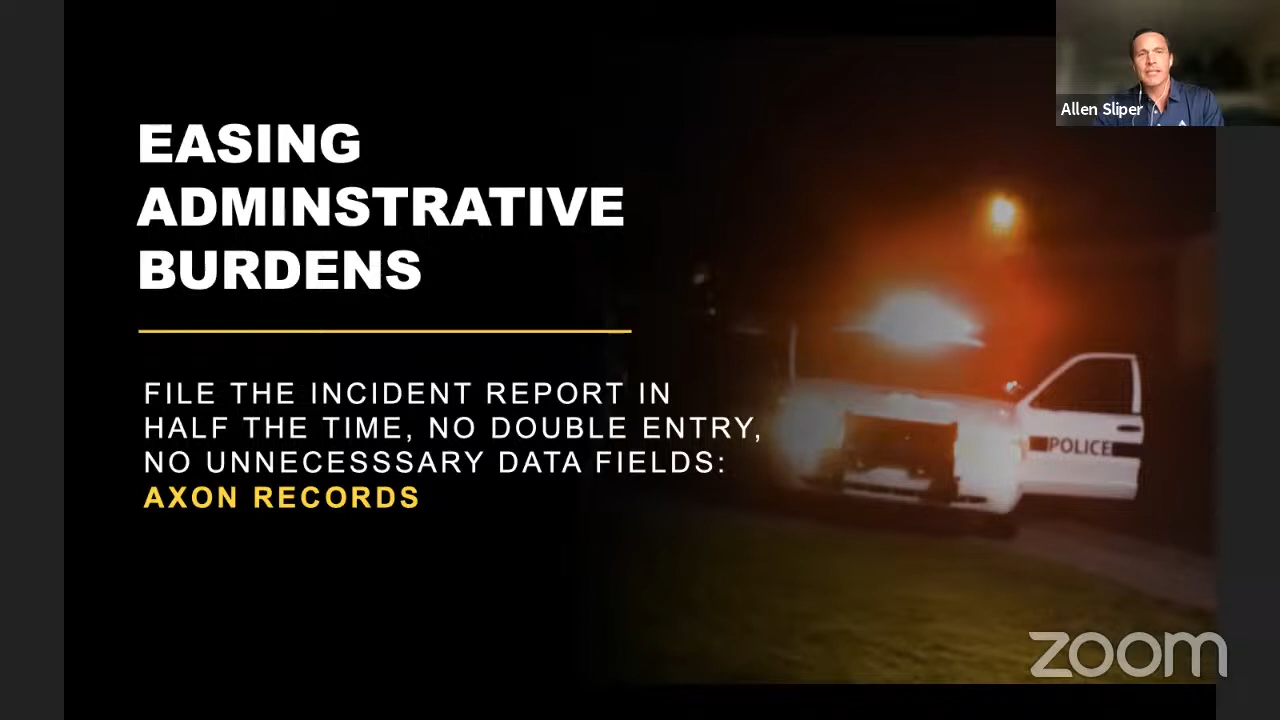 Allen Sliper
EASING
ADMINSTRATIVE
BURDENS
FILE THE INCIDENT REPORT IN
HALF THE TIME, NO DOUBLE ENTRY,
NO UNNECESSSARY DATA FIELDS:
AXON RECORDS
POLICE
zoom